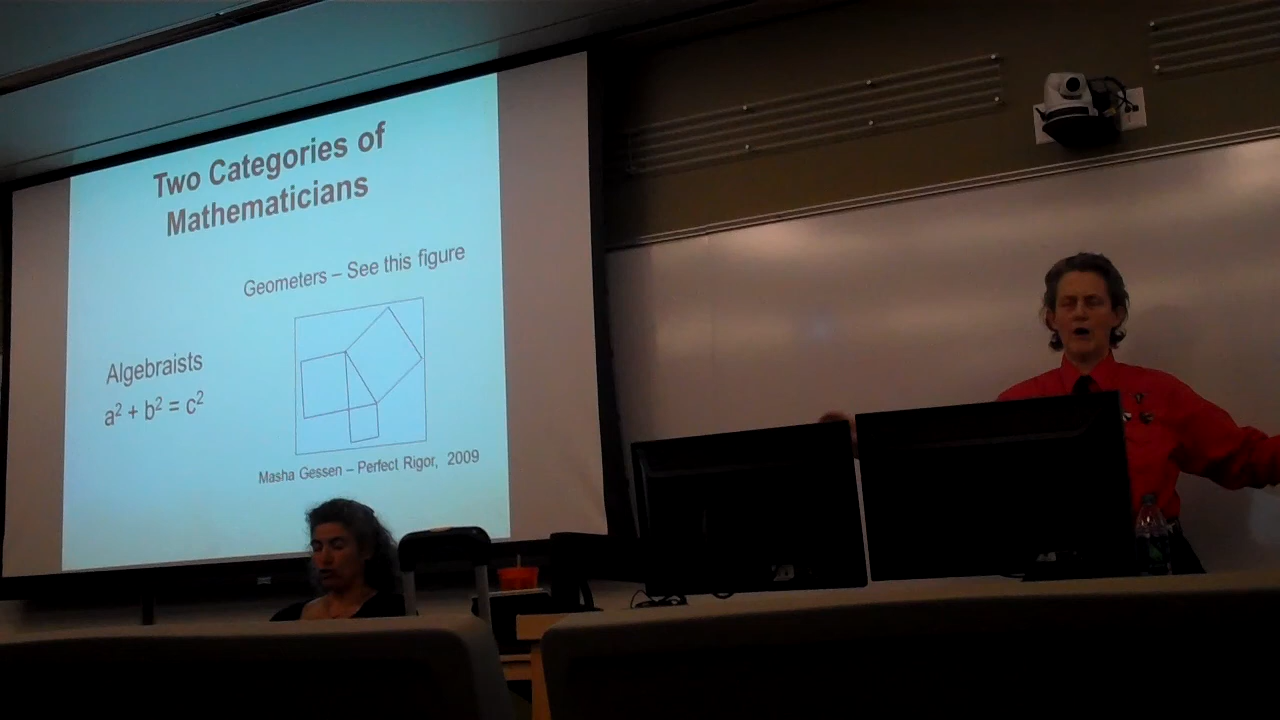 Two Categories of
Mathematicians
Geometers – See this figure
Algebraists
a² + b² = c²
Masha Gessen – Perfect Rigor, 2009